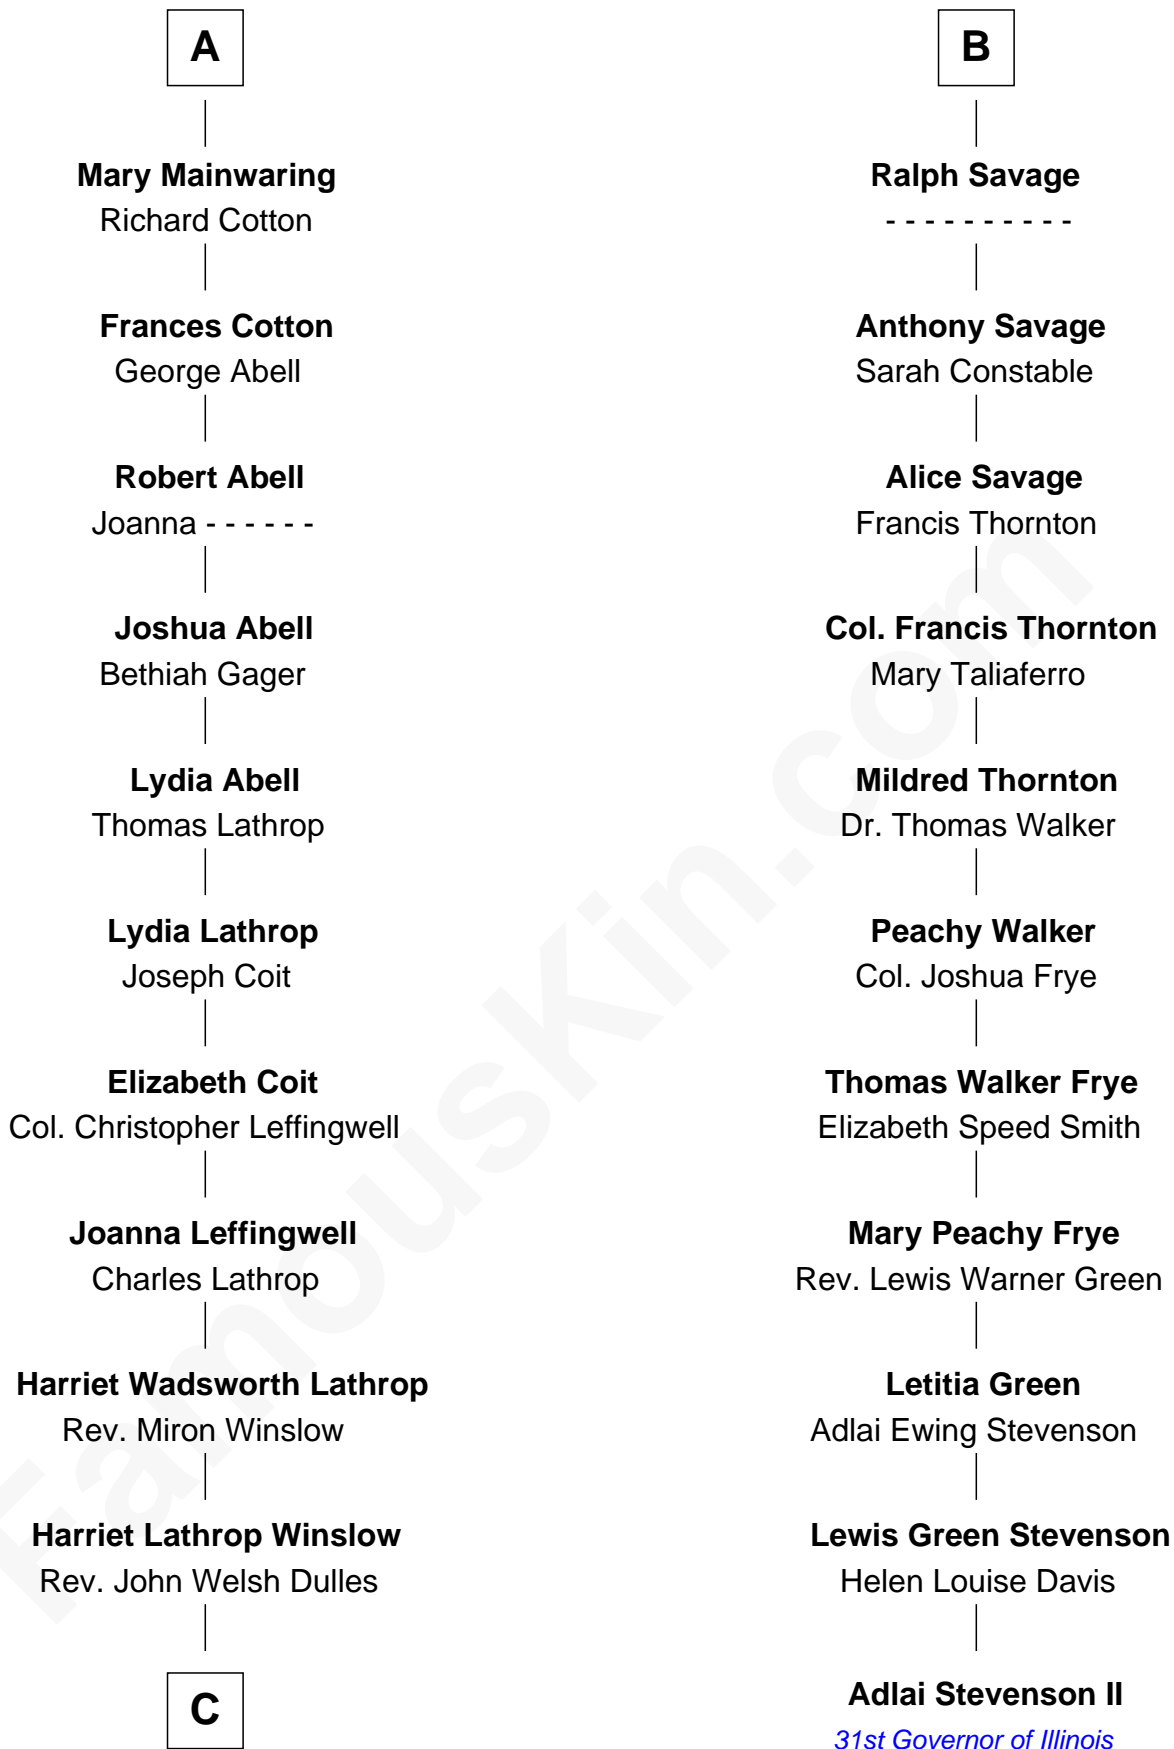 A
Mary Mainwaring
Richard Cotton
Frances Cotton
George Abell
Robert Abell
Joanna - - - - - -
Joshua Abell
Bethiah Gager
Lydia Abell
Thomas Lathrop
Lydia Lathrop
Joseph Coit
Elizabeth Coit
Col. Christopher Leffingwell
Joanna Leffingwell
Charles Lathrop
Harriet Wadsworth Lathrop
Rev. Miron Winslow
Harriet Lathrop Winslow
Rev. John Welsh Dulles
C
B
Ralph Savage
- - - - - - - - - -
Anthony Savage
Sarah Constable
Alice Savage
Francis Thornton
Col. Francis Thornton
Mary Taliaferro
Mildred Thornton
Dr. Thomas Walker
Peachy Walker
Col. Joshua Frye
Thomas Walker Frye
Elizabeth Speed Smith
Mary Peachy Frye
Rev. Lewis Warner Green
Letitia Green
Adlai Ewing Stevenson
Lewis Green Stevenson
Helen Louise Davis
Adlai Stevenson II
31st Governor of Illinois
FamousKin.com